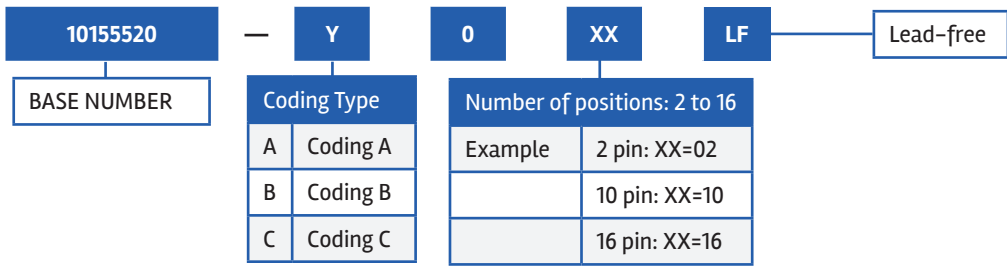 10155520 — Y 0 XX LF Lead-free
BASE NUMBER
Coding Type
A Coding A
B Coding B
C Coding C
Number of positions: 2 to 16
Example 2 pin: XX=02
10 pin: XX=10
16 pin: XX=16